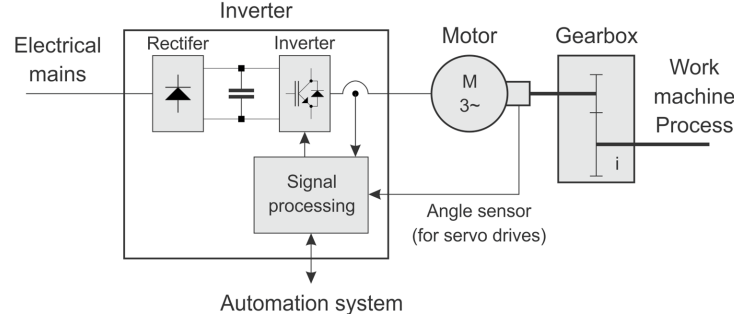 Inverter
Electrical
mains
Rectifer
Inverter
Motor
Gearbox
M
3~
Work
machine
Process
i
Signal
processing
Angle sensor
(for servo drives)
Automation system